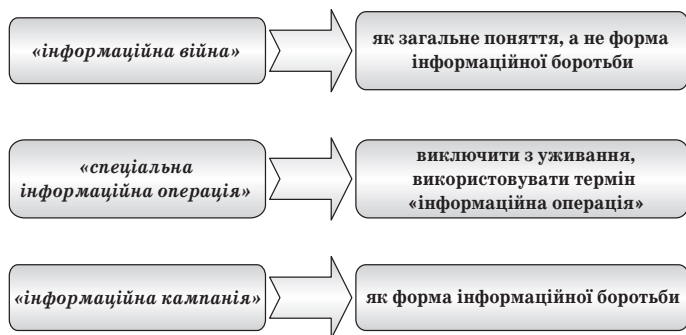 «інформаційна війна»
як загальне поняття, а не форма
інформаційної боротьби
«спеціальна
інформаційна операція»
виключити з уживання,
використовувати термін
«інформаційна операція»
«інформаційна кампанія»
як форма інформаційної боротьби